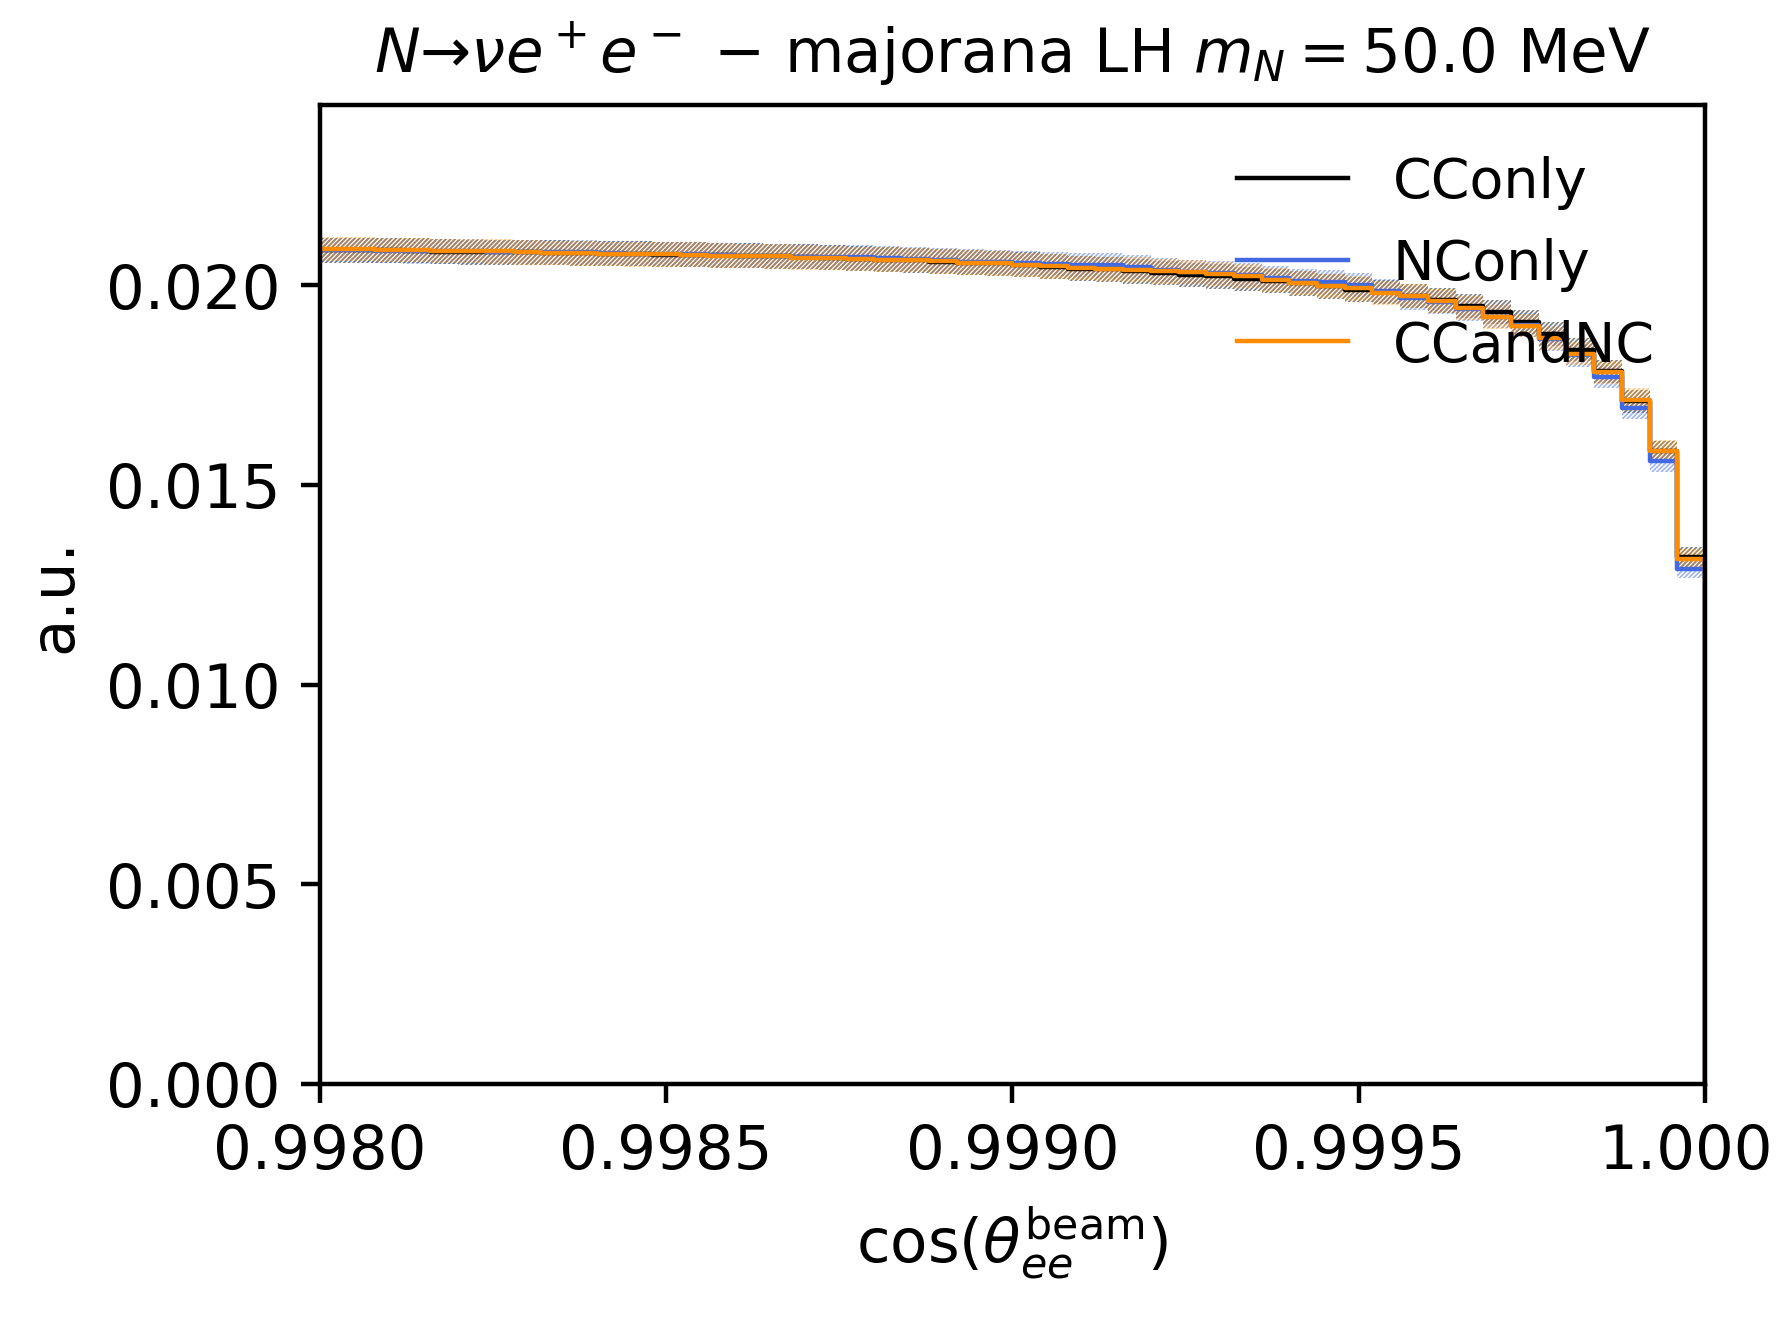 N→νe⁺e⁻ − majorana LH m_N = 50.0 MeV
CConly
NConly
CCandNC
0.020
0.015
0.010
0.005
0.000
a.u.
0.9980 0.9985 0.9990 0.9995 1.000
cos(θ_ee^beam)